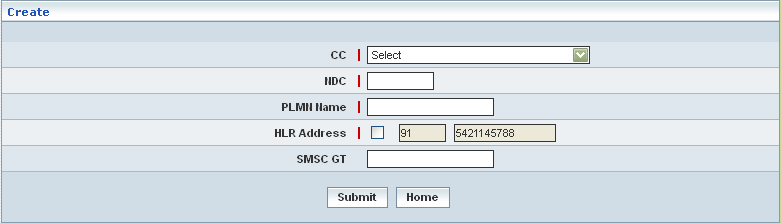 Create
CC Select
NDC
PLMN Name
HLR Address 91 5421145788
SMSC GT
Submit Home